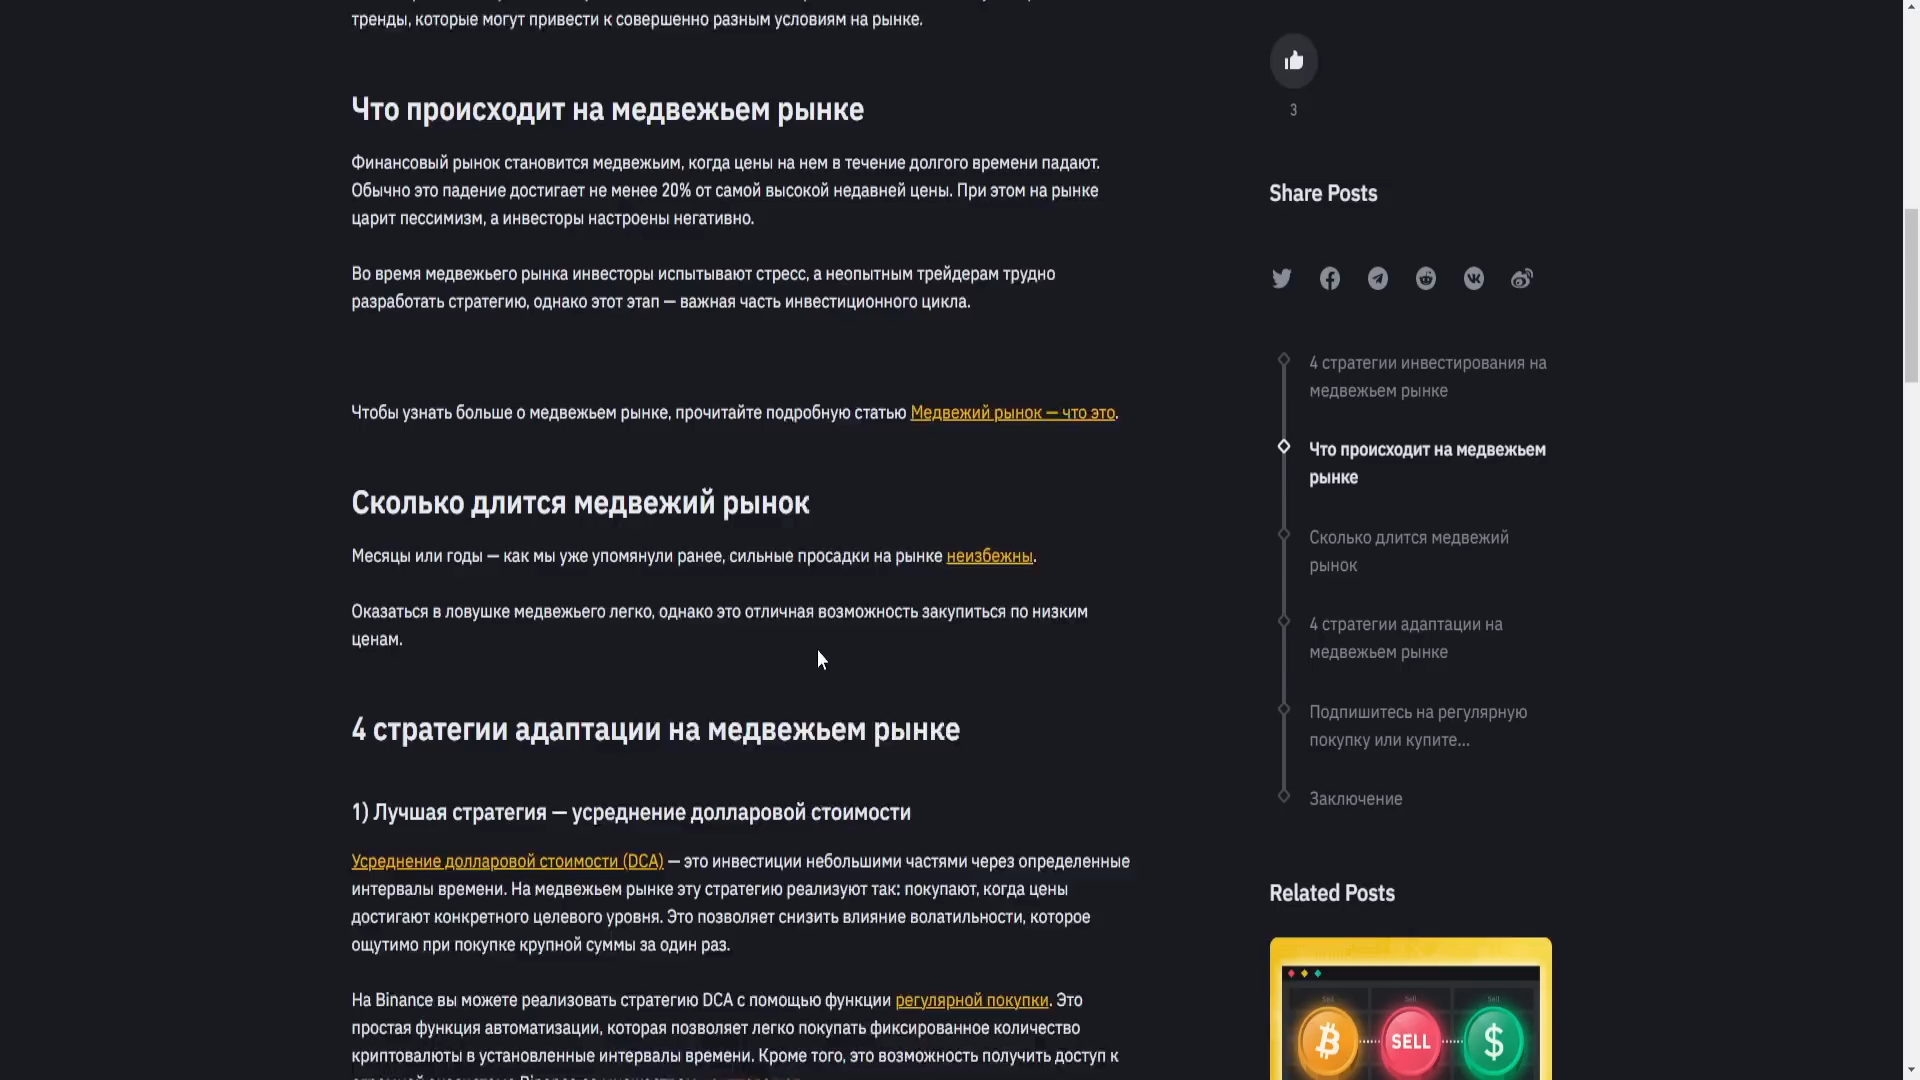 тренды, которые могут привести к совершенно разным условиям на рынке.
Что происходит на медвежьем рынке
Финансовый рынок становится медвежьим, когда цены на нем в течение долгого времени падают.
Обычно это падение достигает не менее 20% от самой высокой недавней цены. При этом на рынке
царит пессимизм, а инвесторы настроены негативно.
Во время медвежьего рынка инвесторы испытывают стресс, а неопытным трейдерам трудно
разработать стратегию, однако этот этап — важная часть инвестиционного цикла.
Чтобы узнать больше о медвежьем рынке, прочитайте подробную статью Медвежий рынок — что это.
Сколько длится медвежий рынок
Месяцы или годы — как мы уже упомянули ранее, сильные просадки на рынке неизбежны.
Оказаться в ловушке медвежьего легко, однако это отличная возможность закупиться по низким
ценам.
4 стратегии адаптации на медвежьем рынке
1) Лучшая стратегия — усреднение долларовой стоимости
Усреднение долларовой стоимости (DCA) — это инвестиции небольшими частями через определенные
интервалы времени. На медвежьем рынке эту стратегию реализуют так: покупают, когда цены
достигают конкретного целевого уровня. Это позволяет снизить влияние волатильности, которое
ощутимо при покупке крупной суммы за один раз.
На Binance вы можете реализовать стратегию DCA с помощью функции регулярной покупки. Это
простая функция автоматизации, которая позволяет легко покупать фиксированное количество
криптовалюты в установленные интервалы времени. Кроме того, это возможность получить доступ к
3
Share Posts
4 стратегии инвестирования на
медвежьем рынке
Что происходит на медвежьем
рынке
Сколько длится медвежий
рынок
4 стратегии адаптации на
медвежьем рынке
Подпишитесь на регулярную
покупку или купите...
Заключение
Related Posts
Sell Sell Sell
SELL $